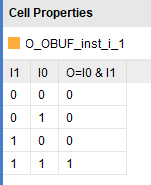 Cell Properties
O_OBUF_inst_i_1
I1 I0 O=I0 & I1
0 0 0
0 1 0
1 0 0
1 1 1